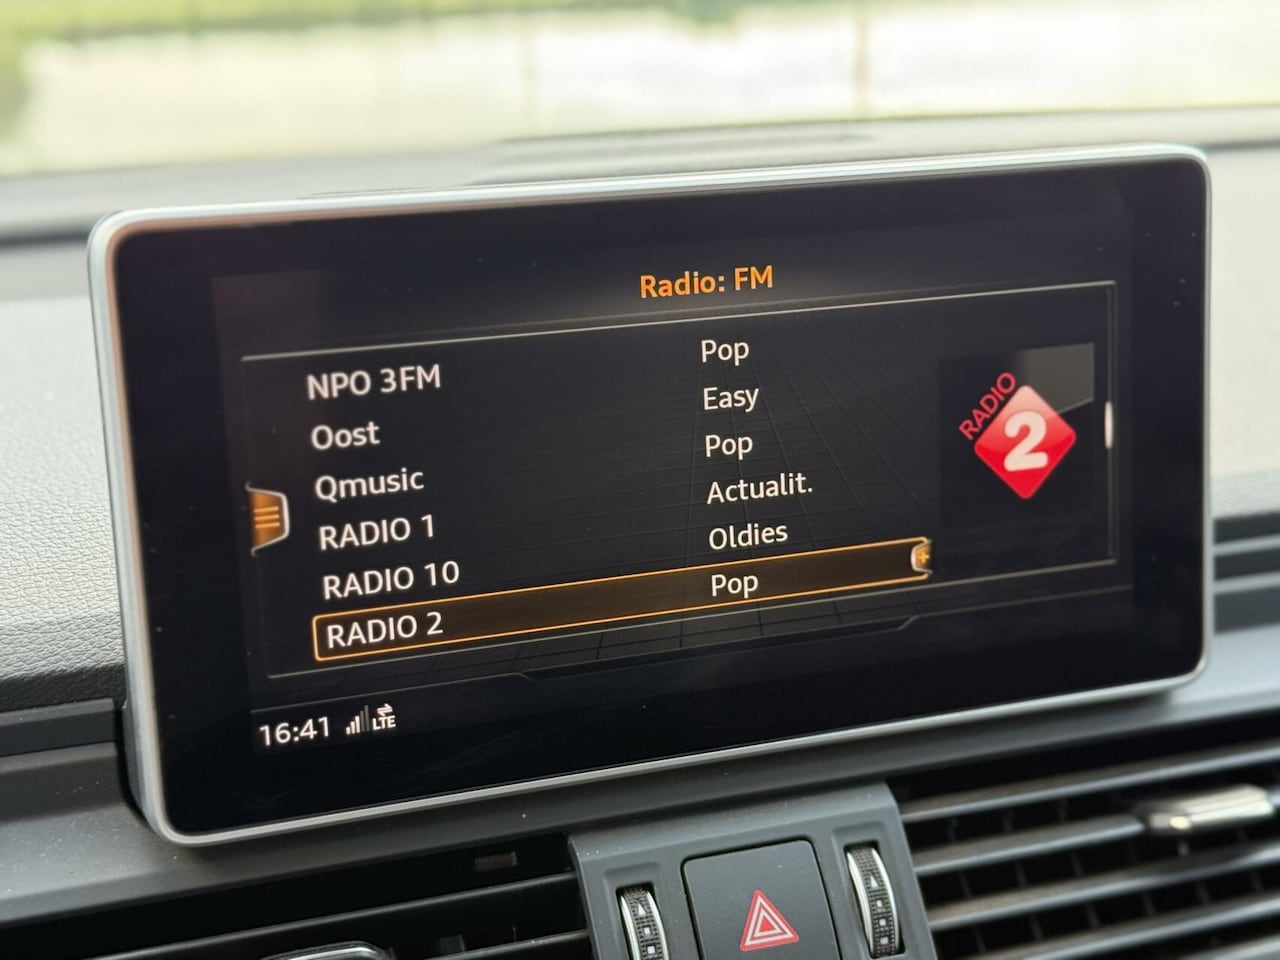 Radio: FM
NPO 3FM Pop
Oost Easy
Qmusic Pop
RADIO 1 Actualit.
RADIO 10 Oldies
RADIO 2 Pop
RADIO
2
16:41 LTE